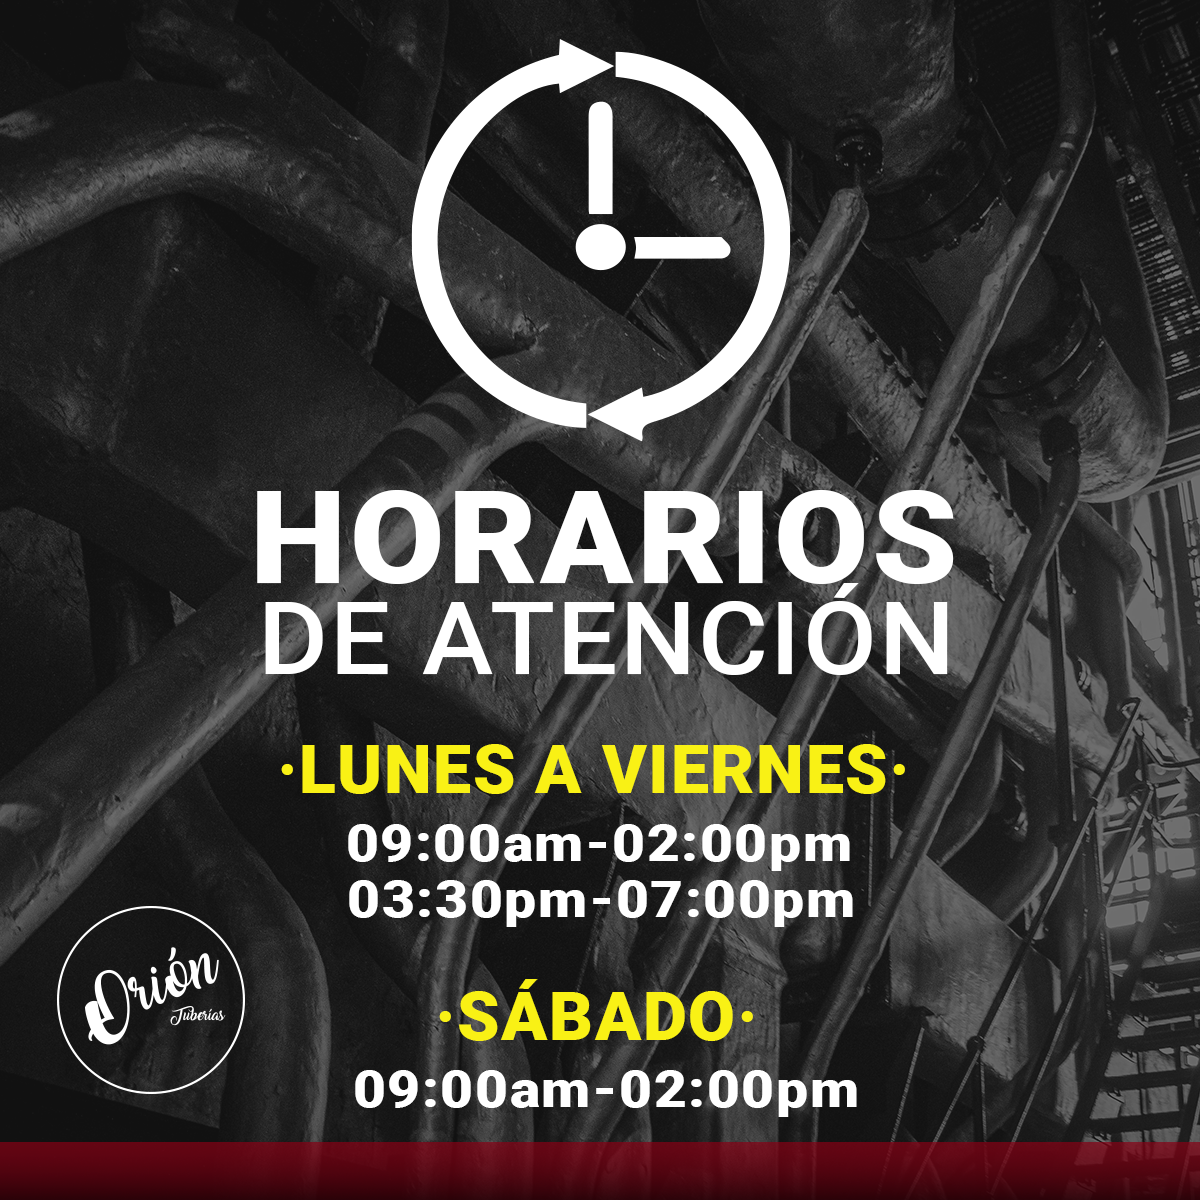 HORARIOS
DE ATENCIÓN
·LUNES A VIERNES·
09:00am-02:00pm
03:30pm-07:00pm
·SÁBADO·
09:00am-02:00pm
Orión
Tuberías